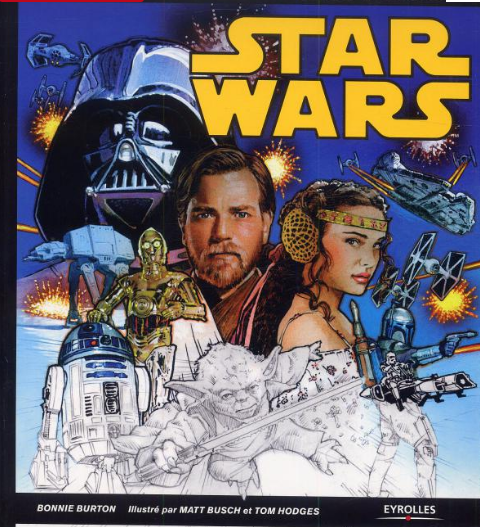 STAR
WARS
BONNIE BURTON Illustré par MATT BUSCH et TOM HODGES EYROLLES